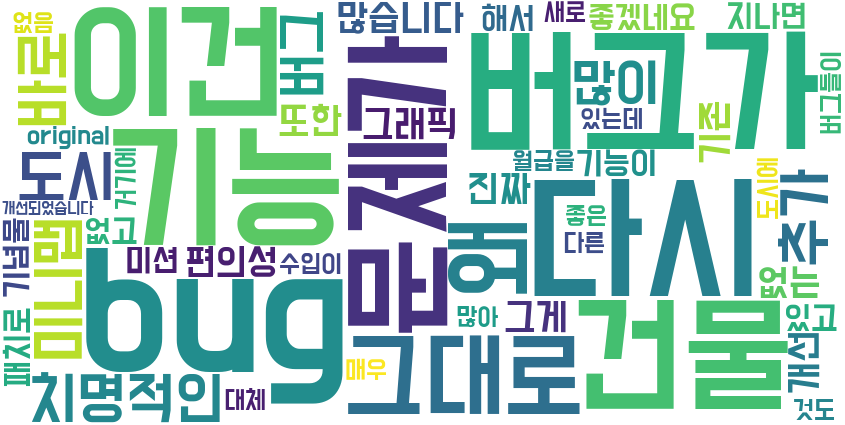 없음
바로
이건
버그
많습니다
해서
새로
좋겠네요
지나면
original
또한
그래픽
문제가
버그가
많이
있는데
기존
버그들이
도시
거기에
기능
월급을
기능이
진짜
도시에
추가
개선되었습니다
기념물
미니맵
없고
미션
편의성
수입이
왜
다시
좋은
다른
없는
bug
패치로
많아
그게
건물
있고
개선
치명적인
대체
매우
그대로
것도